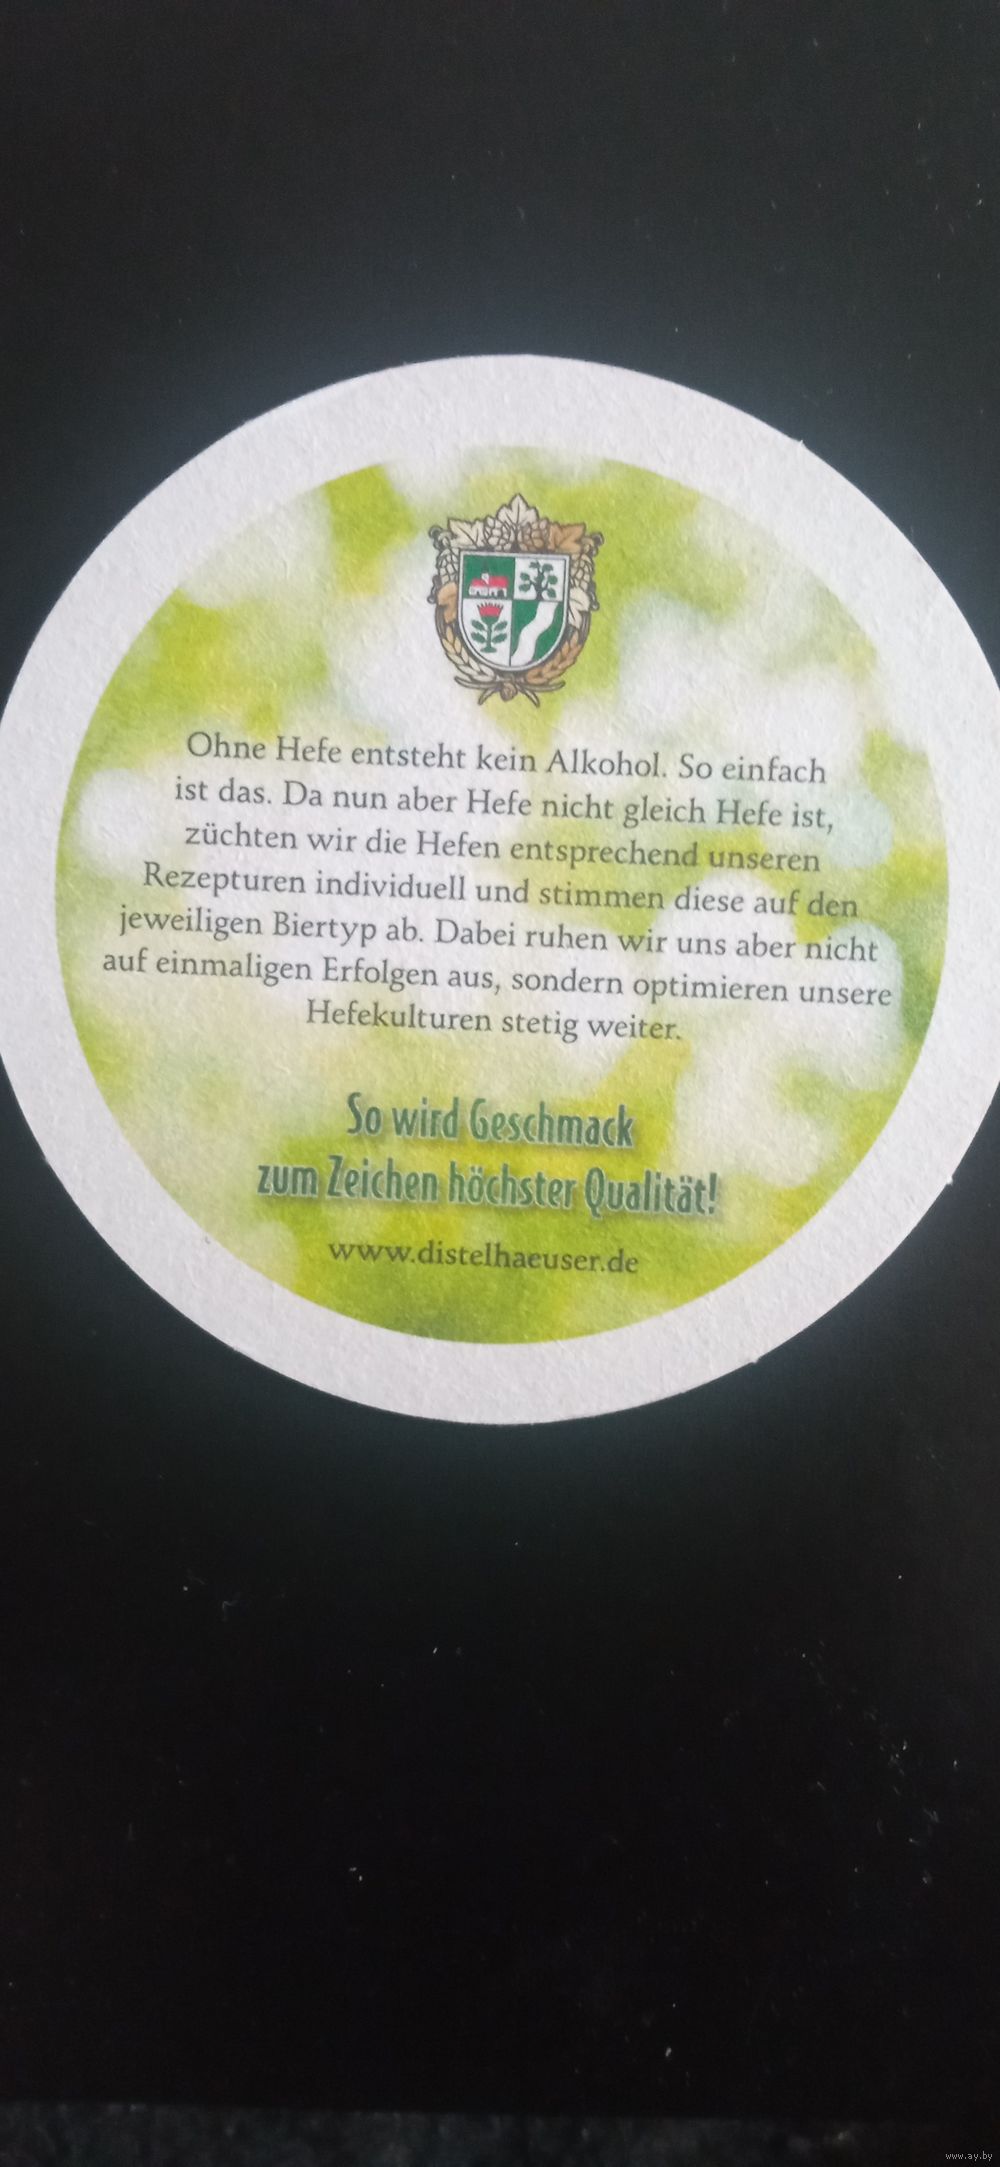 Ohne Hefe entsteht kein Alkohol. So einfach
ist das. Da nun aber Hefe nicht gleich Hefe ist,
züchten wir die Hefen entsprechend unseren
Rezepturen individuell und stimmen diese auf den
jeweiligen Biertyp ab. Dabei ruhen wir uns aber nicht
auf einmaligen Erfolgen aus, sondern optimieren unsere
Hefekulturen stetig weiter.
So wird Geschmack
zum Zeichen höchster Qualität!
www.distelhaeuser.de
www.ay.by